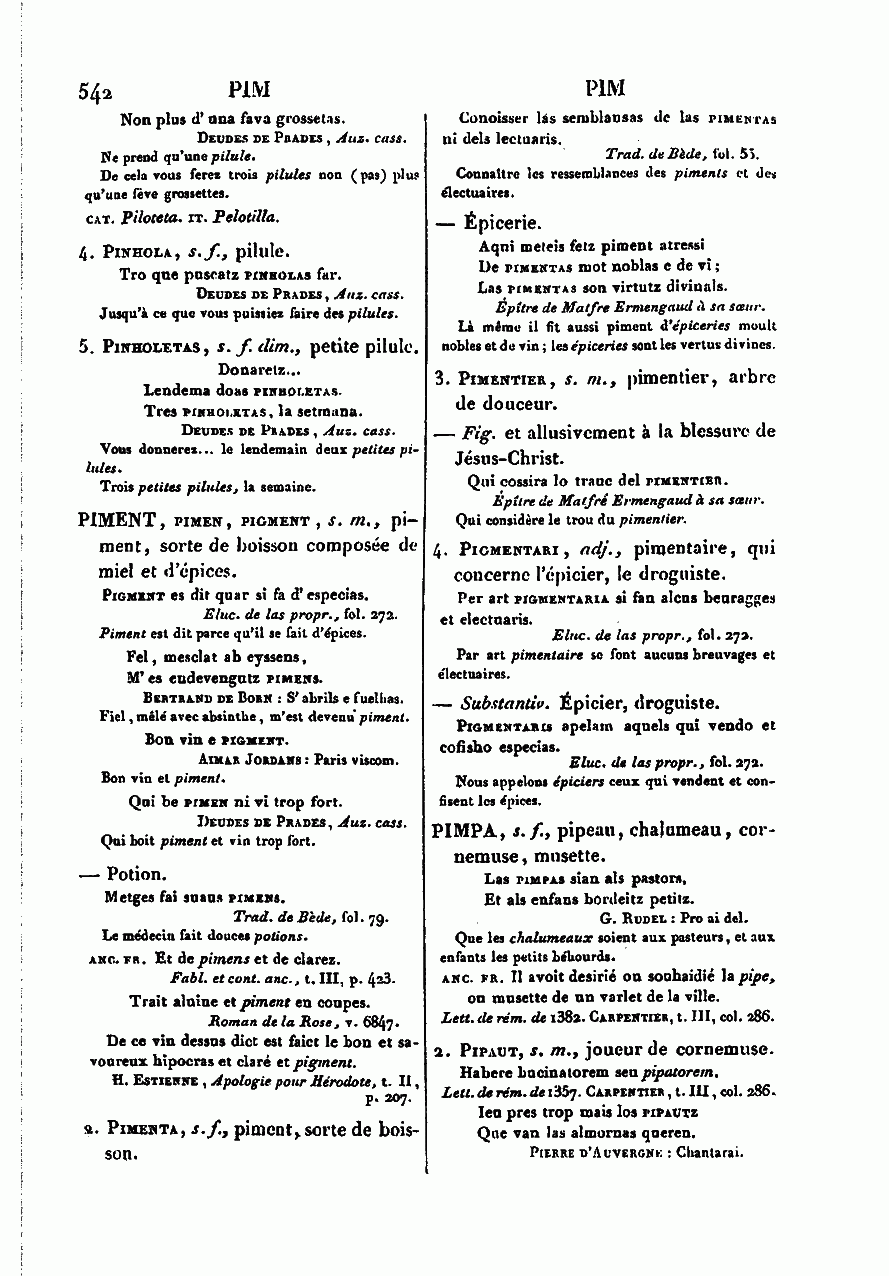 542 PIM PIM
Non plus d'una fava grossetas.
DEUDES DE PRADES, Auz. cass.
Ne prend qu'une pilule.
De cela vous ferez trois pilules non (pas) plus
qu'une fève grossettes.
CAT. Piloteta. IT. Pelotilla.
4. PINHOLA, s. f., pilule.
Tro que puscatz PINHOLAS far.
DEUDES DE PRADES, Auz. cass.
Jusqu'à ce que vous puissiez faire des pilules.
5. PINHOLETAS, s. f. dim., petite pilule.
Donaretz...
Lendema doas PINHOLETAS.
Tres PINHOLETAS, la setmana.
DEUDES DE PRADES, Auz. cass.
Vous donnerez... le lendemain deux petites pi-
lules.
Trois petites pilules, la semaine.
PIMENT, PIMEN, PIGMENT, s. m., pi-
ment, sorte de boisson composée de
miel et d'épices.
PIGMENT es dit quar si fa d'especias.
Eluc. de las propr., fol. 272.
Piment est dit parce qu'il se fait d'épices.
Fel, mesclat ab eyssens,
M'es endevengutz PIMENS.
BERTRAND DE BORN : S'abrils e fuelhas.
Fiel, mêlé avec absinthe, m'est devenu piment.
Bon vin e PIGMENT.
AIMAR JORDANS : Paris viscom.
Bon vin et piment.
Qui be PIMEN ni vi trop fort.
DEUDES DE PRADES, Auz. cass.
Qui boit piment et vin trop fort.
— Potion.
Metges fai suaus PIMENS.
Trad. de Bède, fol. 79.
Le médecin fait douces potions.
ANC. FR. Et de pimens et de clarez.
Fabl. et cont. anc., t. III, p. 423.
Trait aluine et piment en coupes.
Roman de la Rose, v. 6847.
De ce vin dessus dict est faict le bon et sa-
voureux hipocras et claré et pigment.
H. ESTIENNE, Apologie pour Hérodote, t. II,
p. 207.
2. PIMENTA, s. f., piment, sorte de bois-
son.
Conoisser las semblansas de las PIMENTAS
ni dels lectuaris.
Trad. de Bède, fol. 55.
Connaître les ressemblances des piments et des
électuaires.
— Épicerie.
Aqui meteis fetz piment atressi
De PIMENTAS mot noblas e de vi;
Las PIMENTAS son virtutz divinals.
Épître de Matfre Ermengaud à sa sœur.
Là même il fit aussi piment d'épiceries moult
nobles et de vin; les épiceries sont les vertus divines.
3. PIMENTIER, s. m., pimentier, arbre
de douceur.
— Fig. et allusivement à la blessure de
Jésus-Christ.
Qui cossira lo trauc del PIMENTIER.
Épître de Matfré Ermengaud à sa sœur.
Qui considère le trou du pimentier.
4. PIGMENTARI, adj., pimentaire, qui
concerne l'épicier, le droguiste.
Per art PIGMENTARIA si fan alcus beuragges
et electuaris.
Eluc. de las propr., fol. 272.
Par art pimentaire se font aucuns breuvages et
électuaires.
— Substantiv. Épicier, droguiste.
PIGMENTARIS apelam aquels qui vendo et
cofisho especias.
Eluc. de las propr., fol. 272.
Nous appelons épiciers ceux qui vendent et con-
fisent les épices.
PIMPA, s. f., pipeau, chalumeau, cor-
nemuse, musette.
Las PIMPAS sian als pastors,
Et als enfans bordeitz petitz.
G. RUDEL : Pro ai del.
Que les chalumeaux soient aux pasteurs, et aux
enfants les petits béhourds.
ANC. FR. Il avoit desirié ou souhaidié la pipe,
ou musette de un varlet de la ville.
Lett. de rém. de 1382. CARPENTIER, t. III, col. 286.
2. PIPAUT, s. m., joueur de cornemuse.
Habere bucinatorem seu pipatorem.
Lett. de rém. de 1357. CARPENTIER, t. III, col. 286.
Ieu pres trop mais los PIPAUTZ
Que van las almornas queren.
PIERRE D'AUVERGNE : Chantarai.